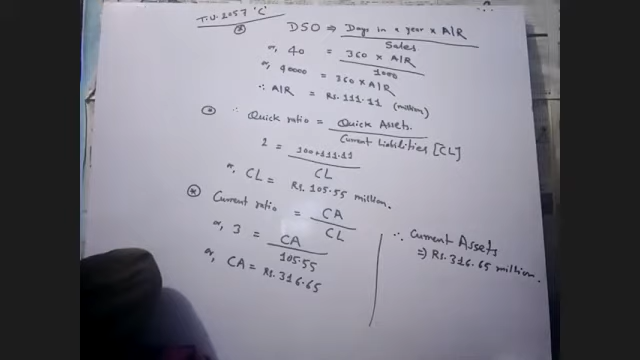 T.U. 2057 'C'
* DSO ⇒ Days in a year × A/R
Sales
or, 40 = 360 × A/R
1000
or, 40000 = 360 × A/R
∴ A/R = Rs. 111.11 (million)
* ∵ Quick ratio = Quick Assets.
Current Liabilities [CL]
2 = 100+111.11
CL
or, CL = Rs. 105.55 million.
* Current ratio = CA
CL
or, 3 = CA
105.55
or, CA = Rs. 316.65
∴ Current Assets
⇒ Rs. 316.65 million.